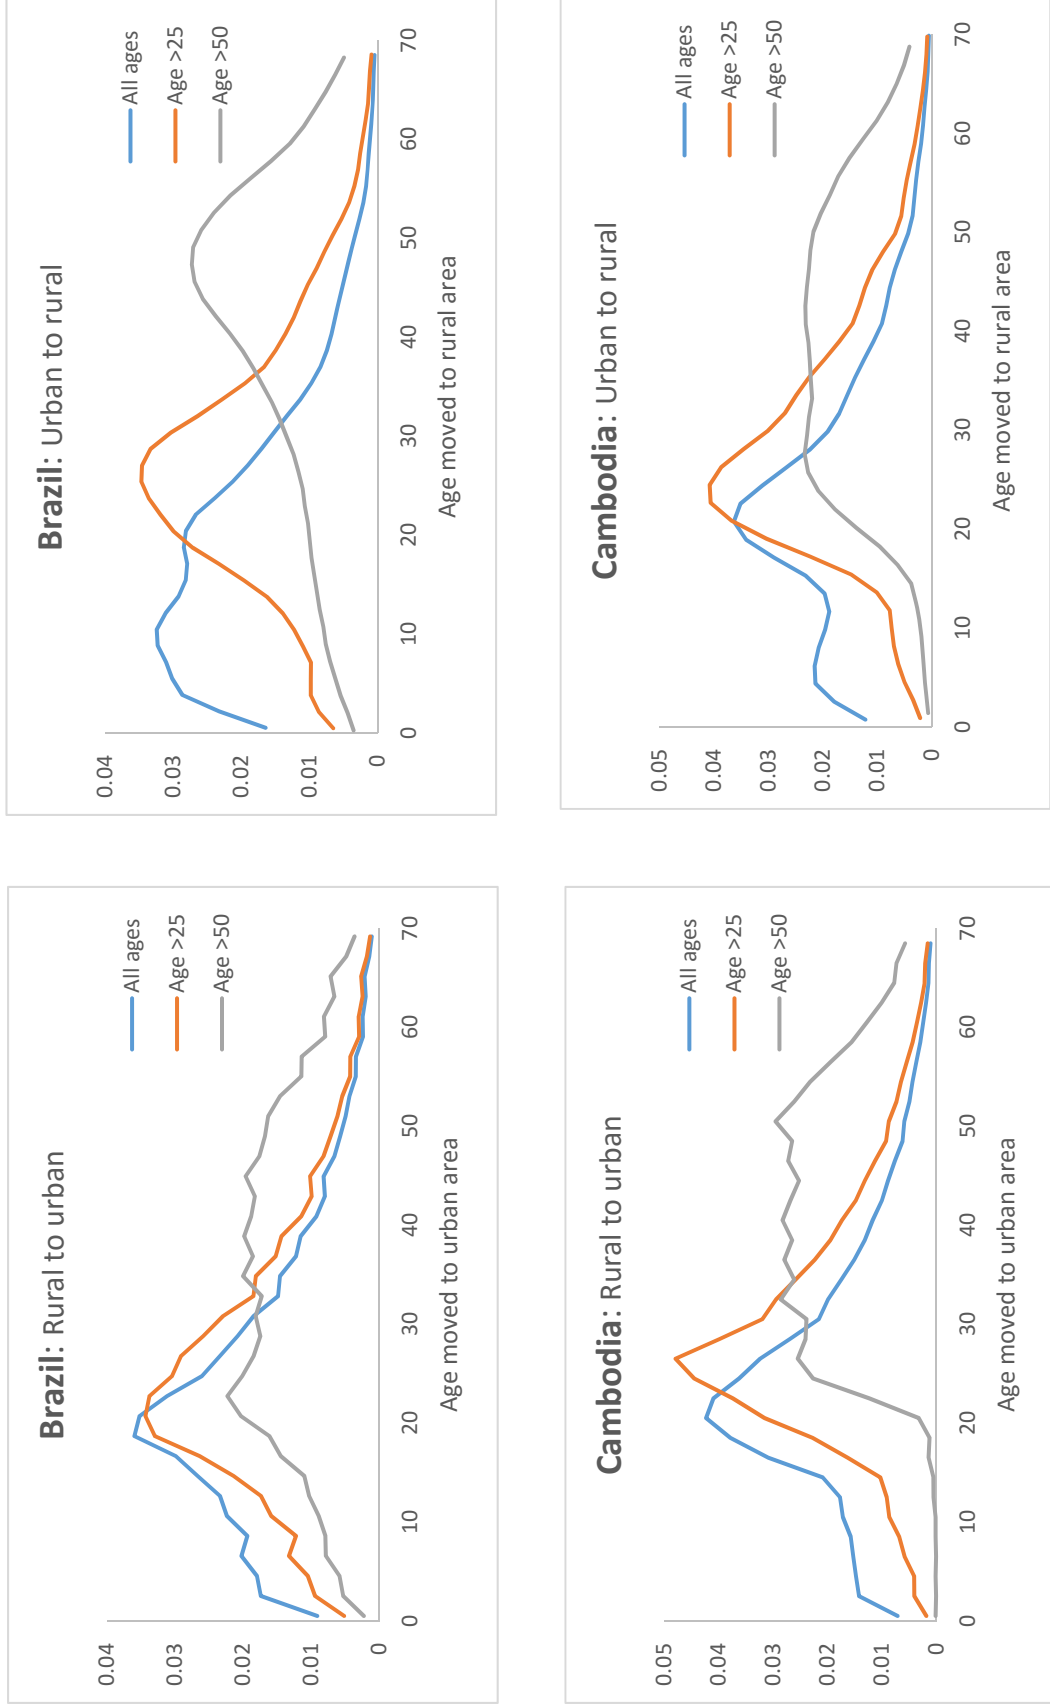 Brazil: Rural to urban
0.04
0.03
0.02
0.01
0
0
10
20
30
40
50
60
70
Age moved to urban area
All ages
Age >25
Age >50
Brazil: Urban to rural
0.04
0.03
0.02
0.01
0
0
10
20
30
40
50
60
70
Age moved to rural area
All ages
Age >25
Age >50
Cambodia: Rural to urban
0.05
0.04
0.03
0.02
0.01
0
0
10
20
30
40
50
60
70
Age moved to urban area
All ages
Age >25
Age >50
Cambodia: Urban to rural
0.05
0.04
0.03
0.02
0.01
0
0
10
20
30
40
50
60
70
Age moved to rural area
All ages
Age >25
Age >50